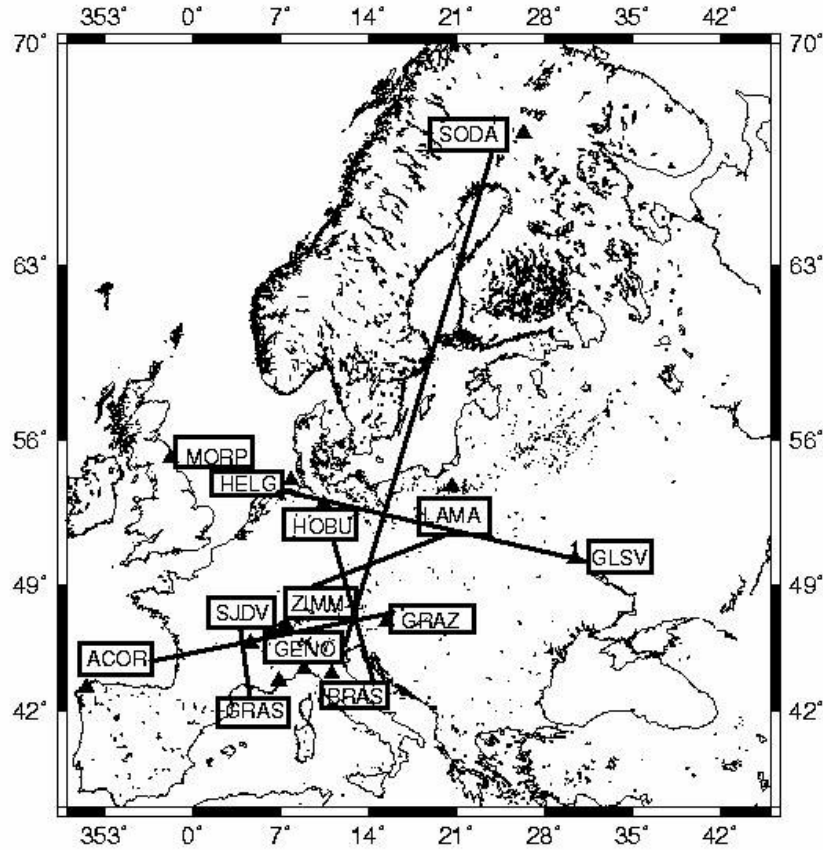 353° 0° 7° 14° 21° 28° 35° 42°
70° 70°
SODA
63° 63°
56° 56°
MORP
HELG
LAMA
HOBU
GLSV
49° 49°
ZIMM
SJDV
GRAZ
GENO
ACOR
BRAS
GRAS
42° 42°
353° 0° 7° 14° 21° 28° 35° 42°